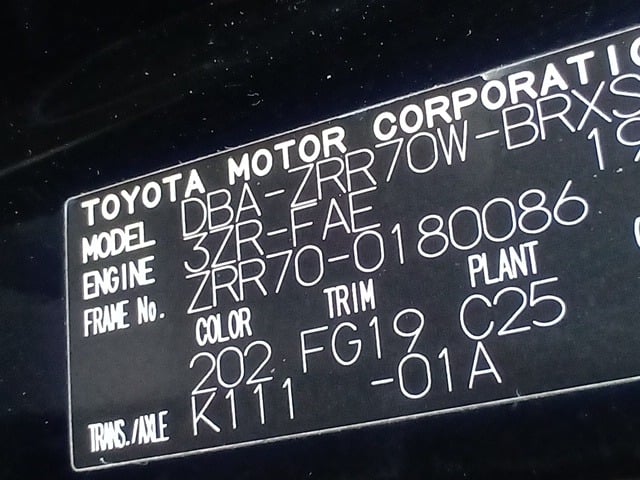 TOYOTA MOTOR CORPORATIO
MODEL DBA-ZRR70W-BRXS
ENGINE 3ZR-FAE 19
FRAME No. ZRR70-0180086
COLOR TRIM PLANT
202 FG19 C25
TRANS./AXLE K111 -01A